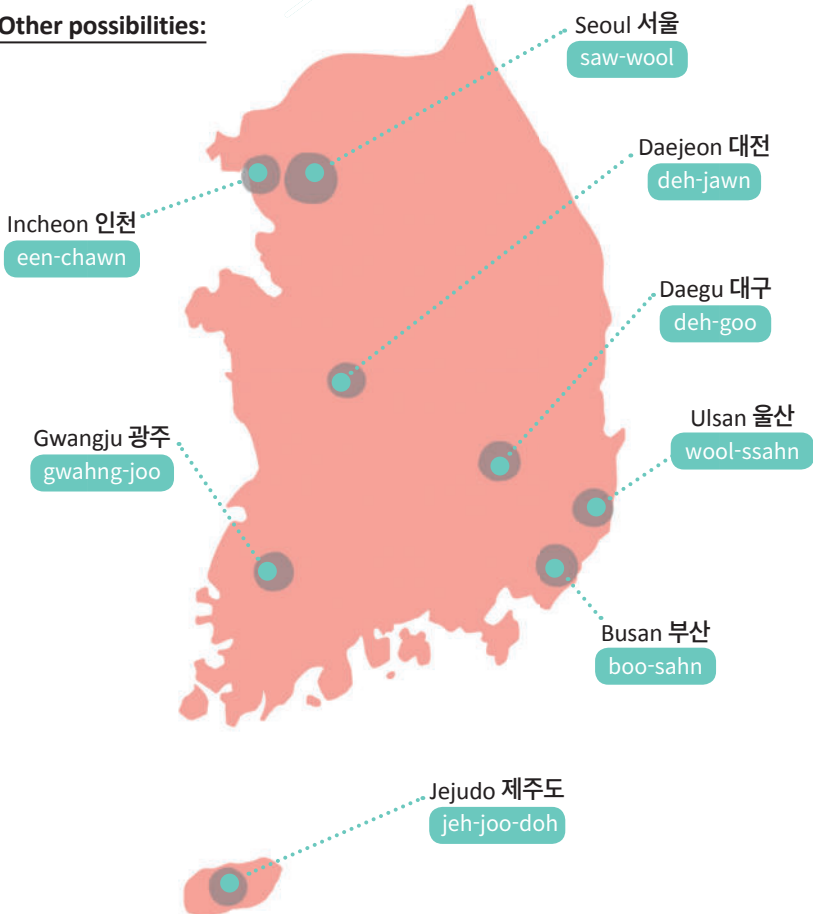 Other possibilities:
Seoul 서울
saw-wool
Daejeon 대전
deh-jawn
Incheon 인천
een-chawn
Daegu 대구
deh-goo
Ulsan 울산
wool-ssahn
Gwangju 광주
gwahng-joo
Busan 부산
boo-sahn
Jejudo 제주도
jeh-joo-doh